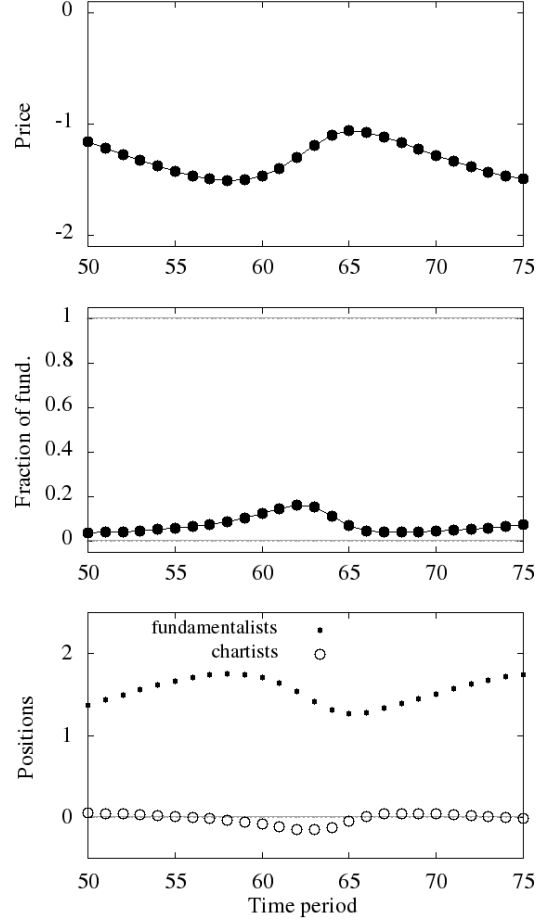 0
-1
-2
Price
50 55 60 65 70 75
1
0.8
0.6
0.4
0.2
0
Fraction of fund.
50 55 60 65 70 75
fundamentalists
chartists
2
1
0
Positions
50 55 60 65 70 75
Time period